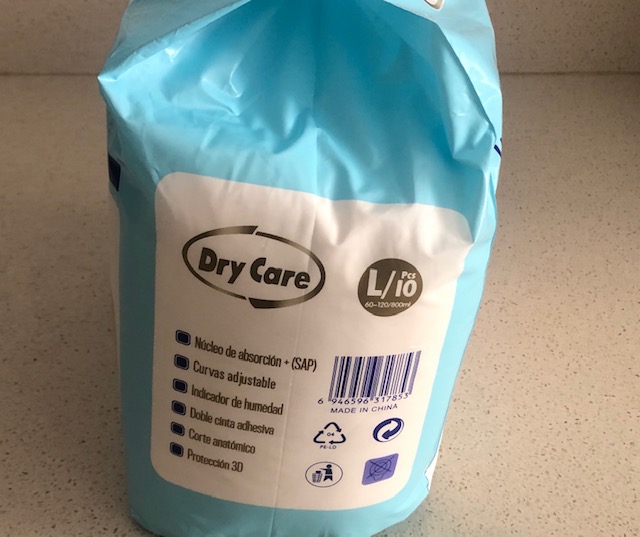 Dry Care
L/10 Pcs
60-120/800ml
Núcleo de absorción + (SAP)
Curvas adjustable
Indicador de humedad
Doble cinta adhesiva
Corte anatómico
Protección 3D
6 946596 317853
MADE IN CHINA
04
PE-LD